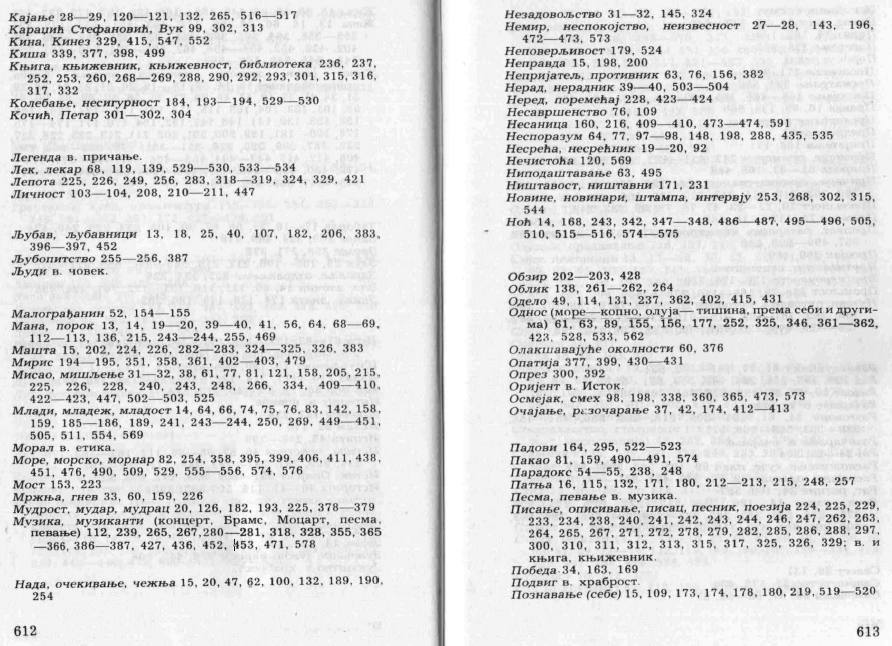 Кајање 28—29, 120—121, 132, 265, 516—517
Караџић Стефановић, Вук 99, 302, 313
Кина, Кинез 329, 415, 547, 552
Киша 339, 377, 398, 499
Књига, књижевник, књижевност, библиотека 236, 237,
252, 253, 260, 268—269, 288, 290, 292, 293, 301, 315, 316,
317, 332
Колебање, несигурност 184, 193—194, 529—530
Кочић, Петар 301—302, 304
Легенда в. причање.
Лек, лекар 68, 119, 139, 529—530, 533—534
Лепота 225, 226, 249, 256, 283, 318—319, 324, 329, 421
Личност 103—104, 208, 210—211, 447
Љубав, љубавници 13, 18, 25, 40, 107, 182, 206, 383,
396—397, 452
Љубопитство 255—256, 387
Људи в. човек.
Малограђанин 52, 154—155
Мана, порок 13, 14, 19—20, 39—40, 41, 56, 64, 68—69,
112—113, 136, 215, 243—244, 255, 469
Машта 15, 202, 224, 226, 282—283, 324—325, 326, 383
Мирис 194—195, 351, 358, 361, 402—403, 479
Мисао, мишљење 31—32, 38, 61, 77, 81, 121, 158, 205, 215,
225, 226, 228, 240, 243, 248, 266, 334, 409—410,
422—423, 447, 502—503, 525
Млади, младеж, младост 14, 64, 66, 74, 75, 76, 83, 142, 158,
159, 185—186, 189, 241, 243—244, 250, 269, 449—451,
505, 511, 554, 569
Морал в. етика.
Море, морско, морнар 82, 254, 358, 395, 399, 406, 411, 438,
451, 476, 490, 509, 529, 555—556, 574, 576
Мост 153, 223
Мржња, гнев 33, 60, 159, 226
Мудрост, мудар, мудрац 20, 126, 182, 193, 225, 378—379
Музика, музиканти (концерт, Брамс, Моцарт, песма,
певање) 112, 239, 265, 267, 280—281, 318, 328, 355, 365
—366, 386—387, 427, 436, 452, 453, 471, 578
Нада, очекивање, чежња 15, 20, 47, 62, 100, 132, 189, 190,
254
612
Незадовољство 31—32, 145, 324
Немир, неспокојство, неизвесност 27—28, 143, 196,
472—473, 573
Неповерљивост 179, 524
Неправда 15, 198, 200
Непријатељ, противник 63, 76, 156, 382
Нерад, нерадник 39—40, 503—504
Неред, поремећај 228, 423—424
Несавршенство 76, 109
Несаница 160, 216, 409—410, 473—474, 591
Неспоразум 64, 77, 97—98, 148, 198, 288, 435, 535
Несрећа, несрећник 19—20, 92
Нечистоћа 120, 569
Ниподаштавање 63, 495
Ништавост, ништавни 171, 231
Новине, новинари, штампа, интервју 253, 268, 302, 315,
544
Ноћ 14, 168, 243, 342, 347—348, 486—487, 495—496, 505,
510, 515—516, 574—575
Обзир 202—203, 428
Облик 138, 261—262, 264
Одело 49, 114, 131, 237, 362, 402, 415, 431
Однос (море—копно, олуја— тишина, према себи и други-
ма) 61, 63, 89, 155, 156, 177, 252, 325, 346, 361—362,
423, 528, 533, 562
Олакшавајуће околности 60, 376
Опатија 377, 399, 430—431
Опрез 300, 392
Оријент в. Исток.
Осмејак, смех 98, 198, 338, 360, 365, 473, 573
Очајање, разочарање 37, 42, 174, 412—413
Падови 164, 295, 522—523
Пакао 81, 159, 490—491, 574
Парадокс 54—55, 238, 248
Патња 16, 115, 132, 171, 180, 212—213, 215, 248, 257
Песма, певање в. музика.
Писање, описивање, писац, песник, поезија 224, 225, 229,
233, 234, 238, 240, 241, 242, 243, 244, 246, 247, 262, 263,
264, 265, 267, 271, 272, 278, 279, 282, 285, 286, 288, 297,
300, 310, 311, 312, 313, 315, 317, 325, 326, 329; в. и
књига, књижевник.
Победа 34, 163, 169
Подвиг в. храброст.
Познавање (себе) 15, 109, 173, 174, 178, 180, 219, 519—520
613